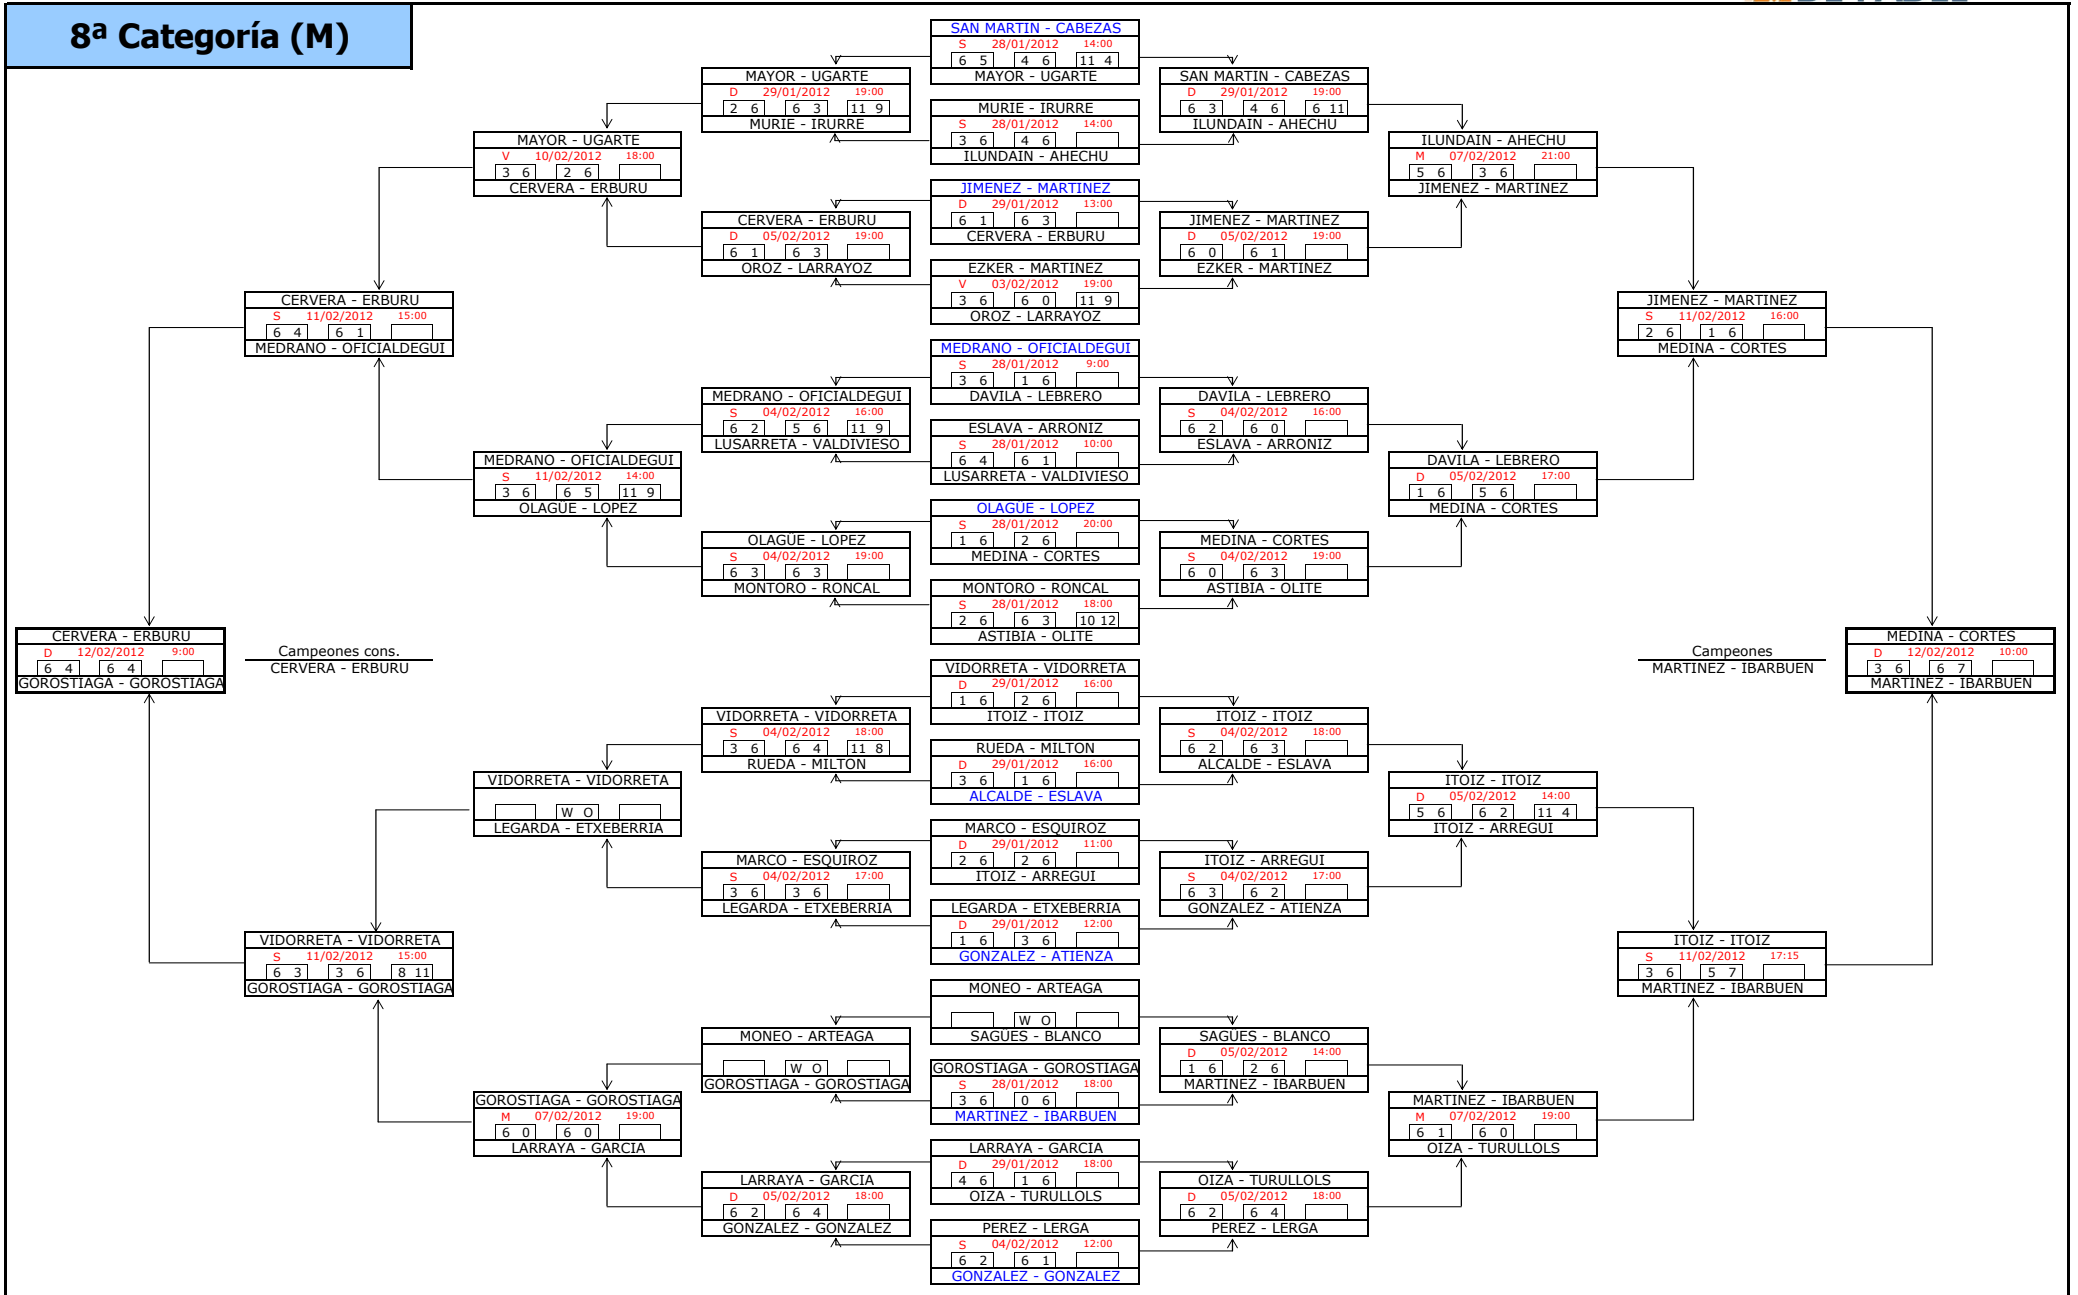 8ª Categoría (M)
SAN MARTIN - CABEZAS
S 28/01/2012 14:00
6 5 4 6 11 4
MAYOR - UGARTE
MURIE - IRURRE
S 28/01/2012 14:00
3 6 4 6
ILUNDAIN - AHECHU
JIMENEZ - MARTINEZ
D 29/01/2012 13:00
6 1 6 3
CERVERA - ERBURU
EZKER - MARTINEZ
V 03/02/2012 19:00
3 6 6 0 11 9
OROZ - LARRAYOZ
MEDRANO - OFICIALDEGUI
S 28/01/2012 9:00
3 6 1 6
DAVILA - LEBRERO
ESLAVA - ARRONIZ
S 28/01/2012 10:00
6 4 6 1
LUSARRETA - VALDIVIESO
OLAGÜE - LOPEZ
S 28/01/2012 20:00
1 6 2 6
MEDINA - CORTES
MONTORO - RONCAL
S 28/01/2012 18:00
2 6 6 3 10 12
ASTIBIA - OLITE
VIDORRETA - VIDORRETA
D 29/01/2012 16:00
1 6 2 6
ITOIZ - ITOIZ
RUEDA - MILTON
D 29/01/2012 16:00
3 6 1 6
ALCALDE - ESLAVA
MARCO - ESQUIROZ
D 29/01/2012 11:00
2 6 2 6
ITOIZ - ARREGUI
LEGARDA - ETXEBERRIA
D 29/01/2012 12:00
1 6 3 6
GONZALEZ - ATIENZA
MONEO - ARTEAGA
W O
SAGÜES - BLANCO
GOROSTIAGA - GOROSTIAGA
S 28/01/2012 18:00
3 6 0 6
MARTINEZ - IBARBUEN
LARRAYA - GARCIA
D 29/01/2012 18:00
4 6 1 6
OIZA - TURULLOLS
PEREZ - LERGA
S 04/02/2012 12:00
6 2 6 1
GONZALEZ - GONZALEZ
MAYOR - UGARTE
D 29/01/2012 19:00
2 6 6 3 11 9
MURIE - IRURRE
CERVERA - ERBURU
D 05/02/2012 19:00
6 1 6 3
OROZ - LARRAYOZ
MEDRANO - OFICIALDEGUI
S 04/02/2012 16:00
6 2 5 6 11 9
LUSARRETA - VALDIVIESO
OLAGÜE - LOPEZ
S 04/02/2012 19:00
6 3 6 3
MONTORO - RONCAL
VIDORRETA - VIDORRETA
S 04/02/2012 18:00
3 6 6 4 11 8
RUEDA - MILTON
MARCO - ESQUIROZ
S 04/02/2012 17:00
3 6 3 6
LEGARDA - ETXEBERRIA
MONEO - ARTEAGA
W O
GOROSTIAGA - GOROSTIAGA
LARRAYA - GARCIA
D 05/02/2012 18:00
6 2 6 4
GONZALEZ - GONZALEZ
MAYOR - UGARTE
V 10/02/2012 18:00
3 6 2 6
CERVERA - ERBURU
MEDRANO - OFICIALDEGUI
S 11/02/2012 14:00
3 6 6 5 11 9
OLAGÜE - LOPEZ
VIDORRETA - VIDORRETA
W O
LEGARDA - ETXEBERRIA
GOROSTIAGA - GOROSTIAGA
M 07/02/2012 19:00
6 0 6 0
LARRAYA - GARCIA
CERVERA - ERBURU
S 11/02/2012 15:00
6 4 6 1
MEDRANO - OFICIALDEGUI
VIDORRETA - VIDORRETA
S 11/02/2012 15:00
6 3 3 6 8 11
GOROSTIAGA - GOROSTIAGA
CERVERA - ERBURU
D 12/02/2012 9:00
6 4 6 4
GOROSTIAGA - GOROSTIAGA
Campeones cons.
CERVERA - ERBURU
SAN MARTIN - CABEZAS
D 29/01/2012 19:00
6 3 4 6 6 11
ILUNDAIN - AHECHU
JIMENEZ - MARTINEZ
D 05/02/2012 19:00
6 0 6 1
EZKER - MARTINEZ
DAVILA - LEBRERO
S 04/02/2012 16:00
6 2 6 0
ESLAVA - ARRONIZ
MEDINA - CORTES
S 04/02/2012 19:00
6 0 6 3
ASTIBIA - OLITE
ITOIZ - ITOIZ
S 04/02/2012 18:00
6 2 6 3
ALCALDE - ESLAVA
ITOIZ - ARREGUI
S 04/02/2012 17:00
6 3 6 2
GONZALEZ - ATIENZA
SAGÜES - BLANCO
D 05/02/2012 14:00
1 6 2 6
MARTINEZ - IBARBUEN
OIZA - TURULLOLS
D 05/02/2012 18:00
6 2 6 4
PEREZ - LERGA
ILUNDAIN - AHECHU
M 07/02/2012 21:00
5 6 3 6
JIMENEZ - MARTINEZ
DAVILA - LEBRERO
D 05/02/2012 17:00
1 6 5 6
MEDINA - CORTES
ITOIZ - ITOIZ
D 05/02/2012 14:00
5 6 6 2 11 4
ITOIZ - ARREGUI
MARTINEZ - IBARBUEN
M 07/02/2012 19:00
6 1 6 0
OIZA - TURULLOLS
JIMENEZ - MARTINEZ
S 11/02/2012 16:00
2 6 1 6
MEDINA - CORTES
ITOIZ - ITOIZ
S 11/02/2012 17:15
3 6 5 7
MARTINEZ - IBARBUEN
Campeones
MARTINEZ - IBARBUEN
MEDINA - CORTES
D 12/02/2012 10:00
3 6 6 7
MARTINEZ - IBARBUEN